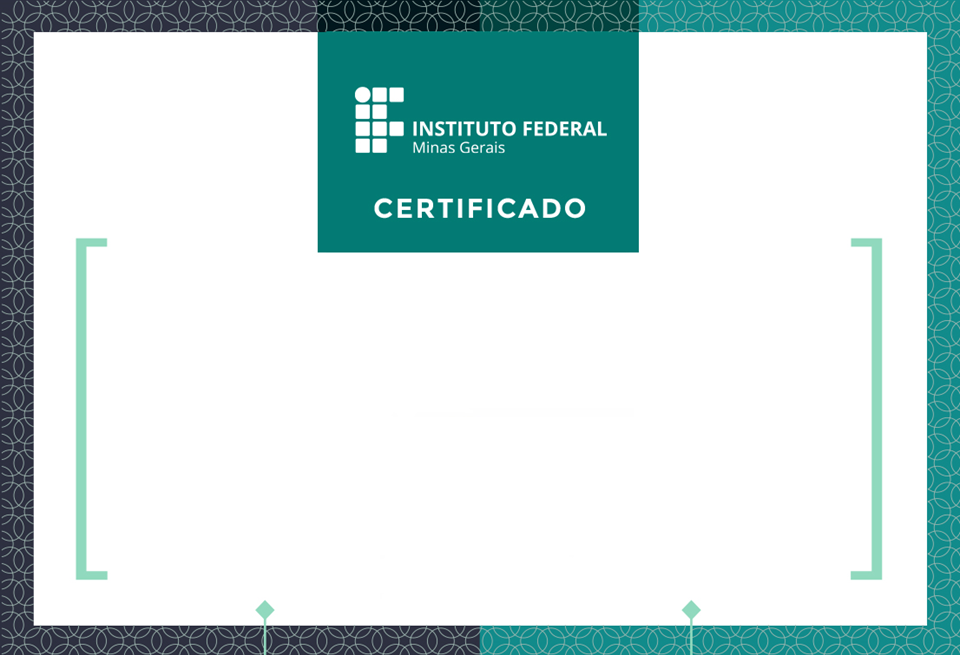 INSTITUTO FEDERAL
Minas Gerais
CERTIFICADO